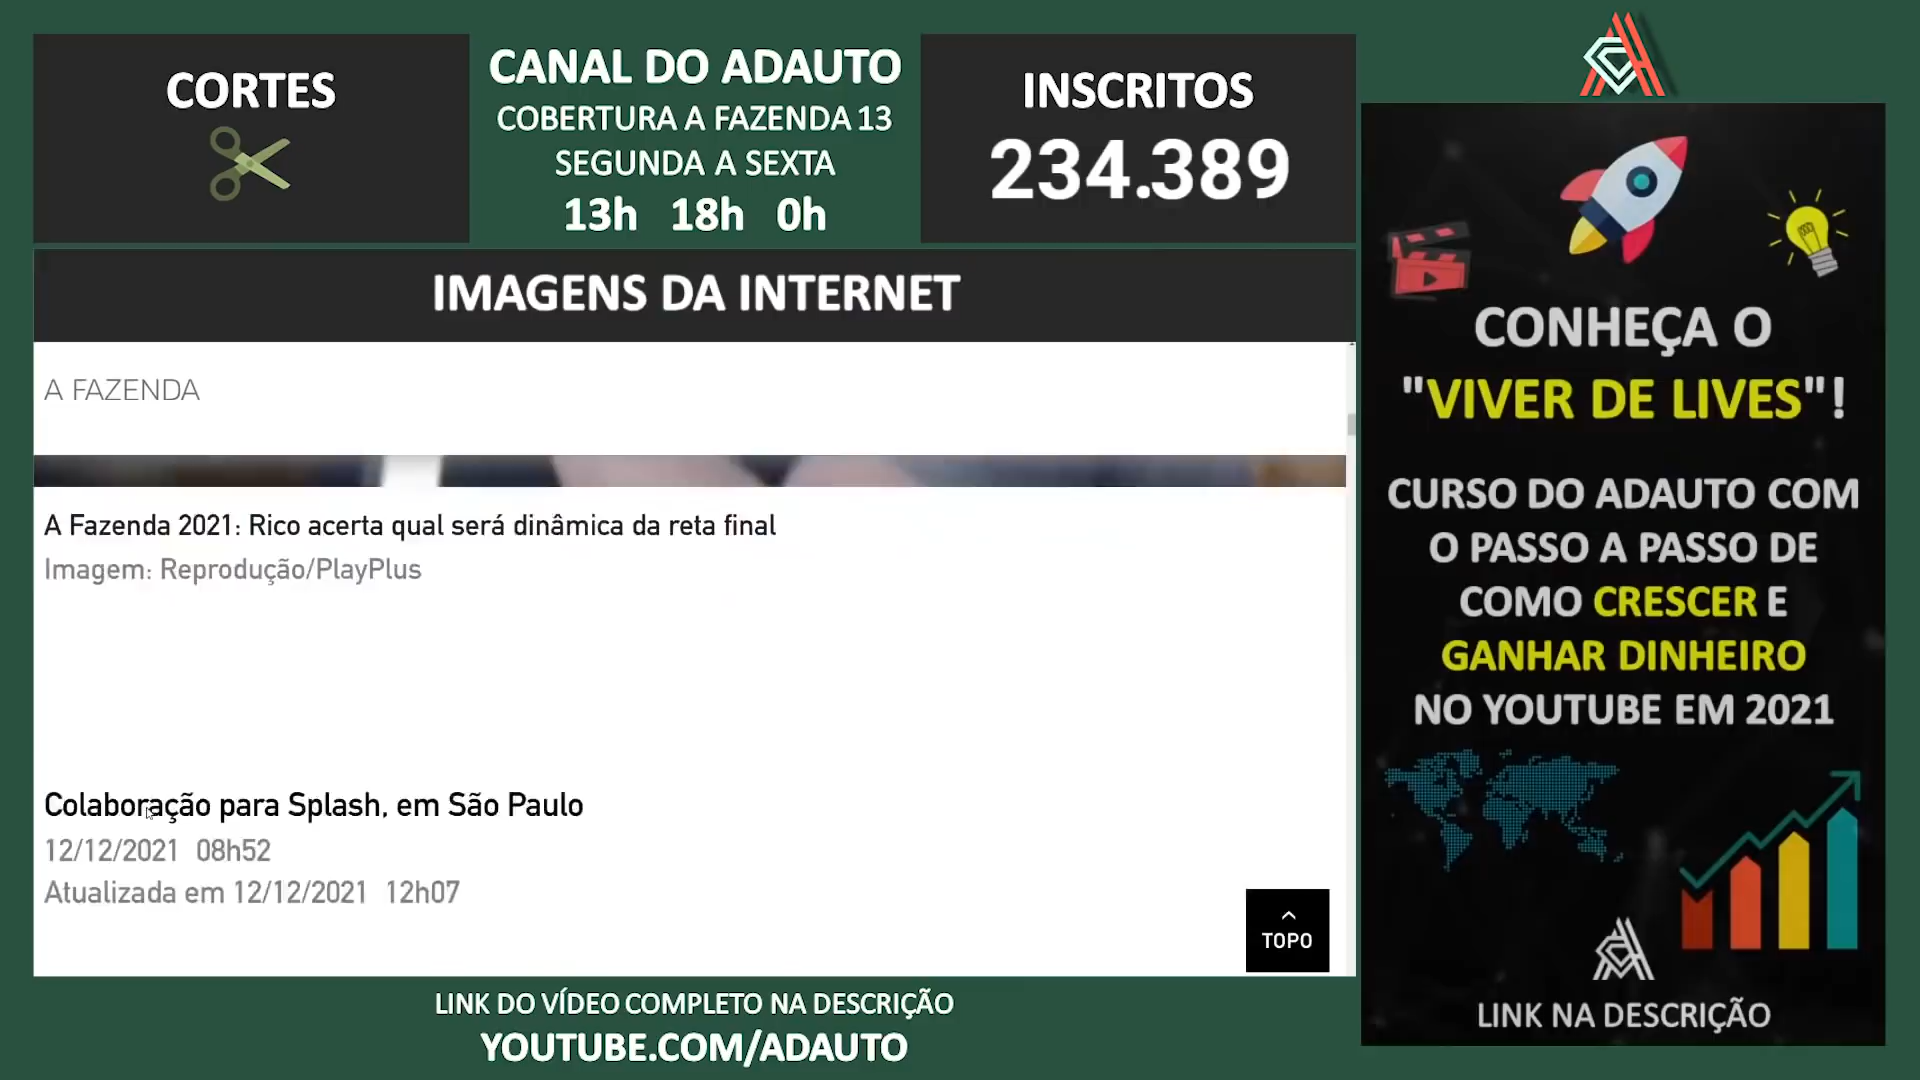 CORTES
CANAL DO ADAUTO
COBERTURA A FAZENDA 13
SEGUNDA A SEXTA
13h 18h 0h
INSCRITOS
234.389
IMAGENS DA INTERNET
A FAZENDA
A Fazenda 2021: Rico acerta qual será dinâmica da reta final
Imagem: Reprodução/PlayPlus
Colaboração para Splash, em São Paulo
12/12/2021 08h52
Atualizada em 12/12/2021 12h07
TOPO
LINK DO VÍDEO COMPLETO NA DESCRIÇÃO
YOUTUBE.COM/ADAUTO
CONHEÇA O
"VIVER DE LIVES"!
CURSO DO ADAUTO COM
O PASSO A PASSO DE
COMO CRESCER E
GANHAR DINHEIRO
NO YOUTUBE EM 2021
LINK NA DESCRIÇÃO